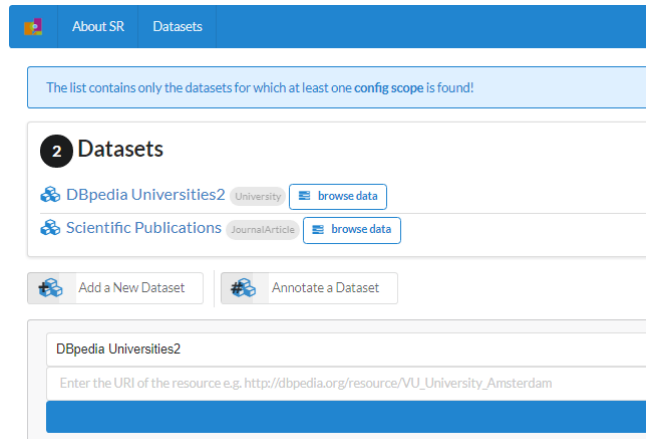 About SR Datasets
The list contains only the datasets for which at least one config scope is found!
2 Datasets
DBpedia Universities2 University browse data
Scientific Publications JournalArticle browse data
Add a New Dataset Annotate a Dataset
DBpedia Universities2
Enter the URI of the resource e.g. http://dbpedia.org/resource/VU_University_Amsterdam